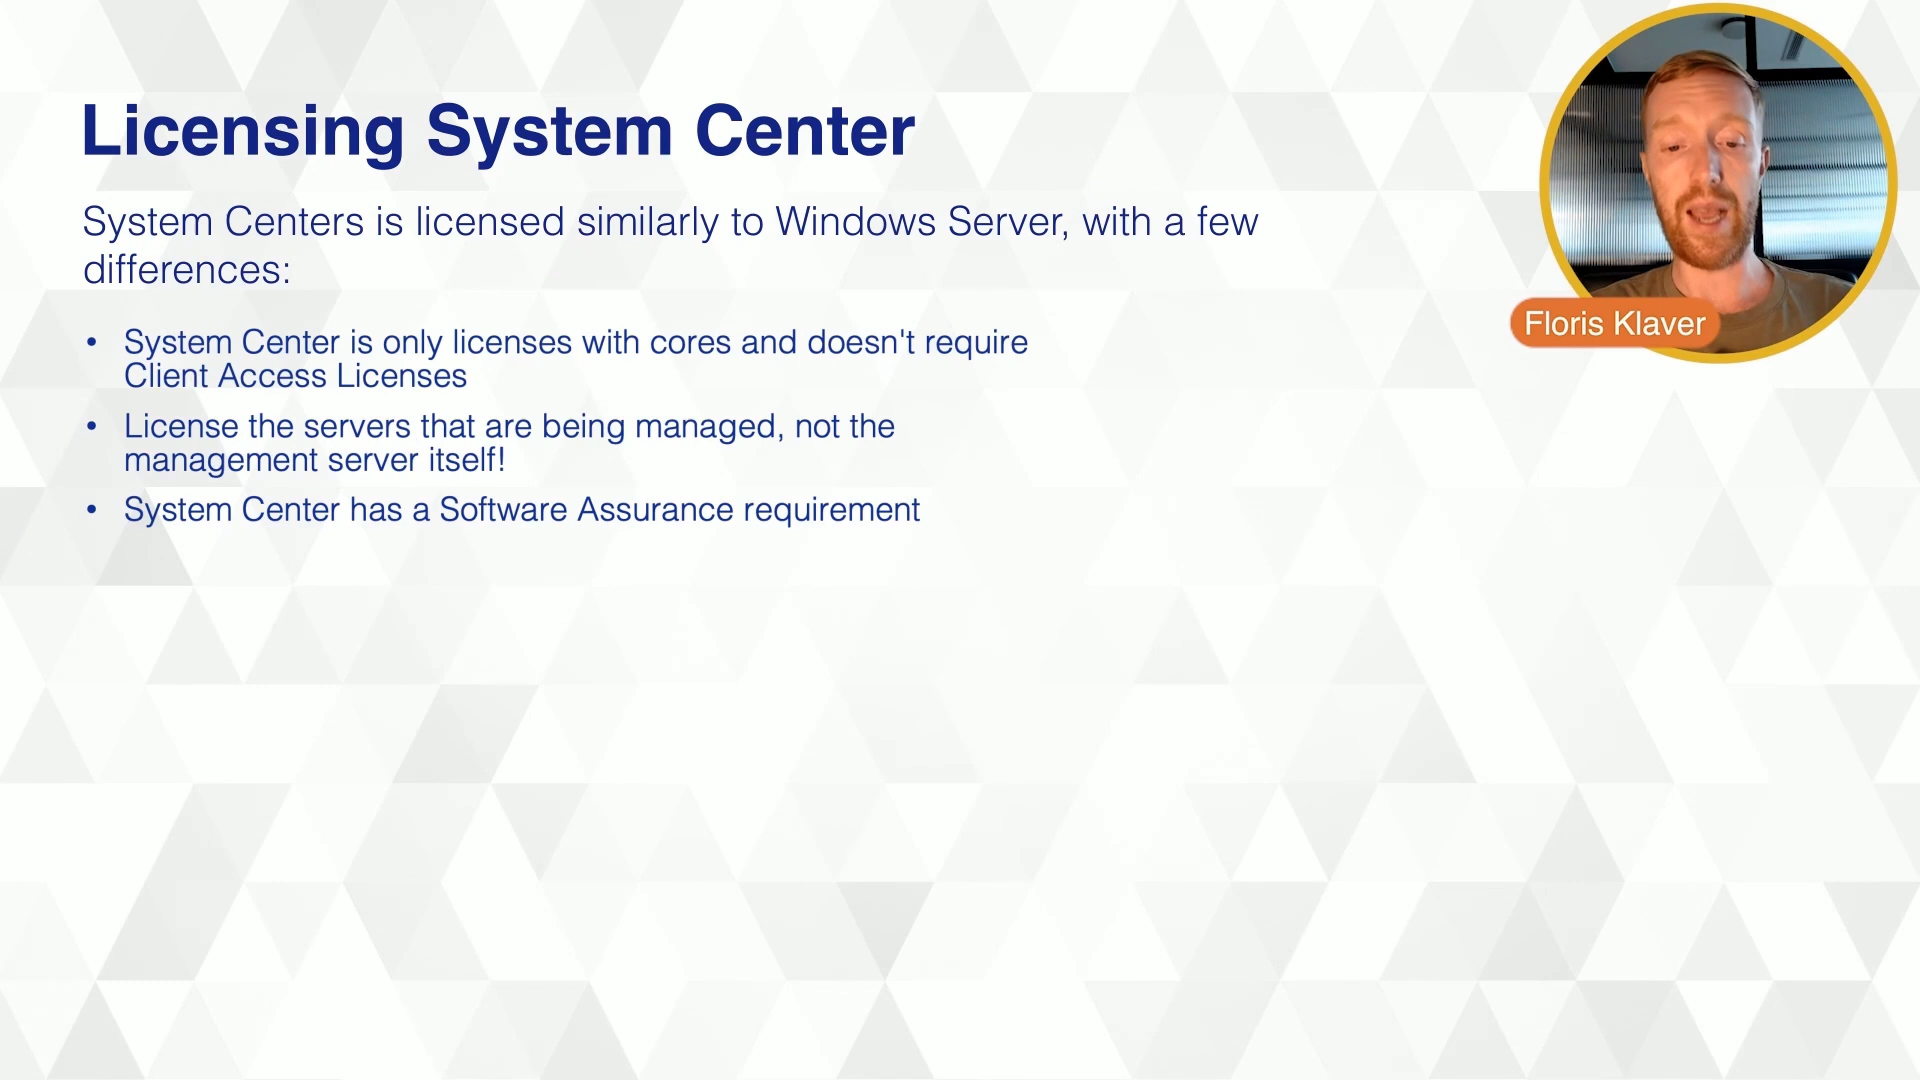 Licensing System Center
System Centers is licensed similarly to Windows Server, with a few
differences:
• System Center is only licenses with cores and doesn't require
Client Access Licenses
• License the servers that are being managed, not the
management server itself!
• System Center has a Software Assurance requirement
Floris Klaver